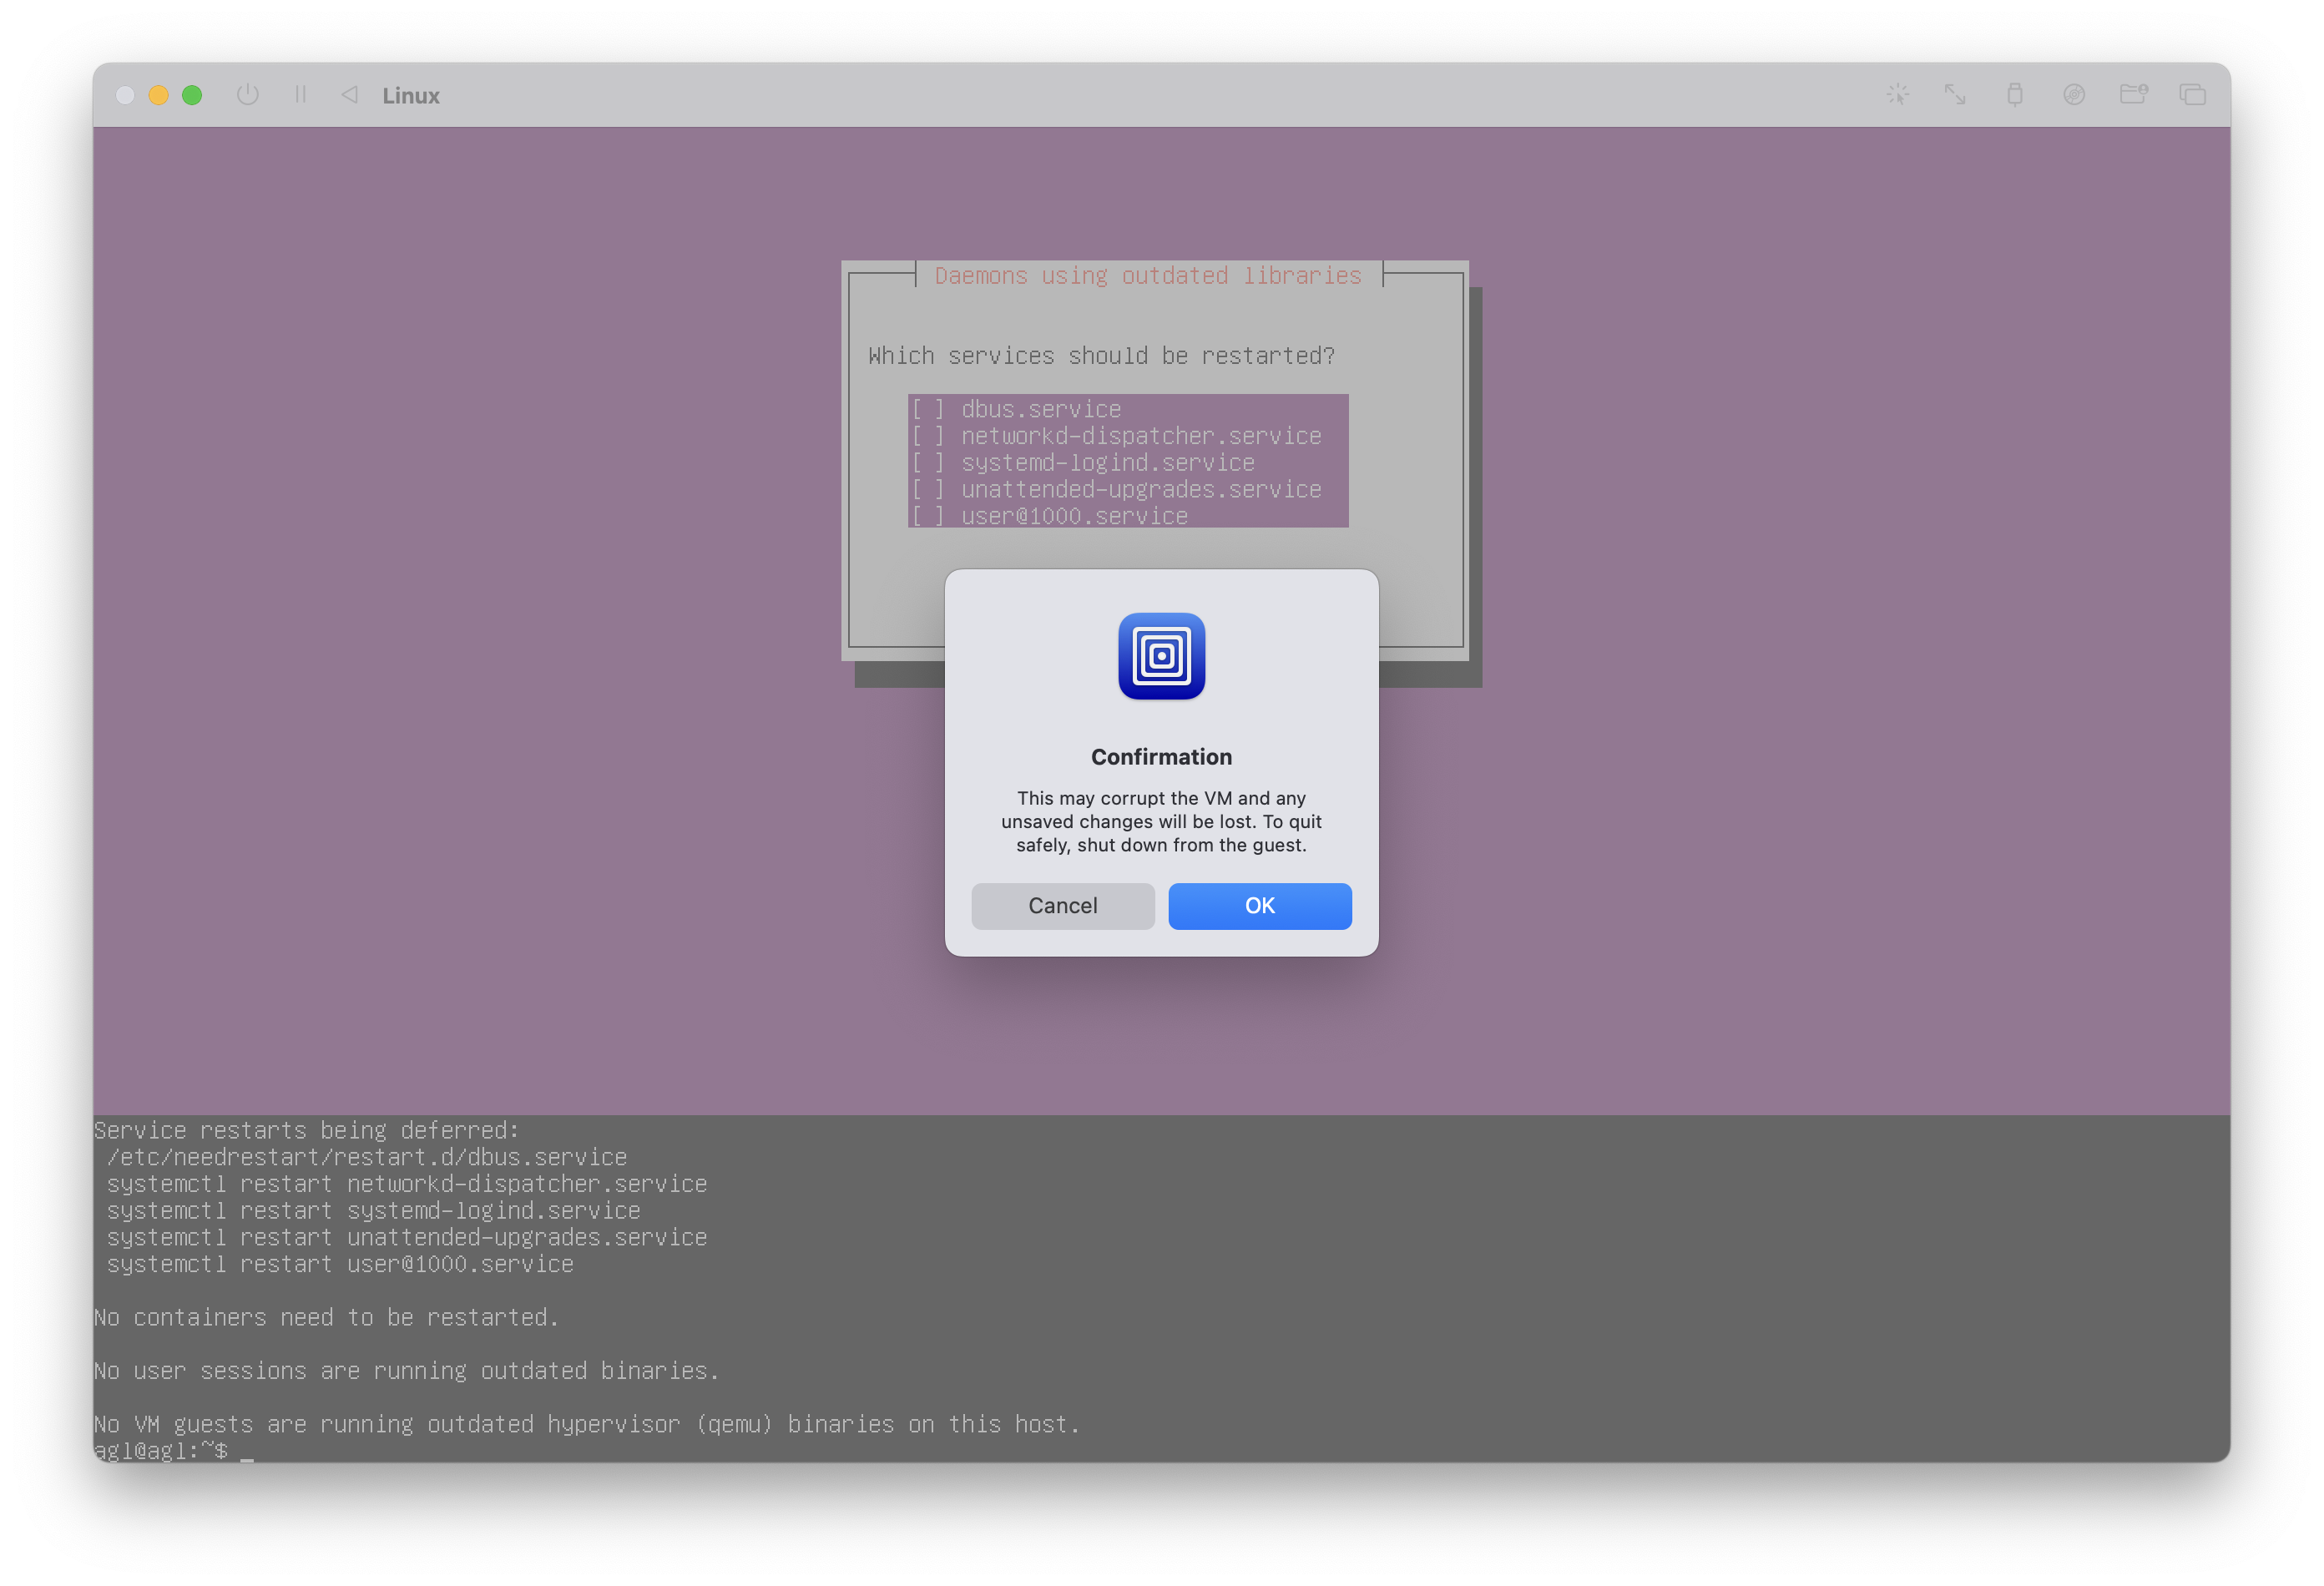 Linux
Daemons using outdated libraries
Which services should be restarted?
[ ] dbus.service
[ ] networkd-dispatcher.service
[ ] systemd-logind.service
[ ] unattended-upgrades.service
[ ] user@1000.service
Confirmation
This may corrupt the VM and any
unsaved changes will be lost. To quit
safely, shut down from the guest.
Cancel
OK
Service restarts being deferred:
/etc/needrestart/restart.d/dbus.service
systemctl restart networkd-dispatcher.service
systemctl restart systemd-logind.service
systemctl restart unattended-upgrades.service
systemctl restart user@1000.service
No containers need to be restarted.
No user sessions are running outdated binaries.
No VM guests are running outdated hypervisor (qemu) binaries on this host.
agl@agl:~$ _